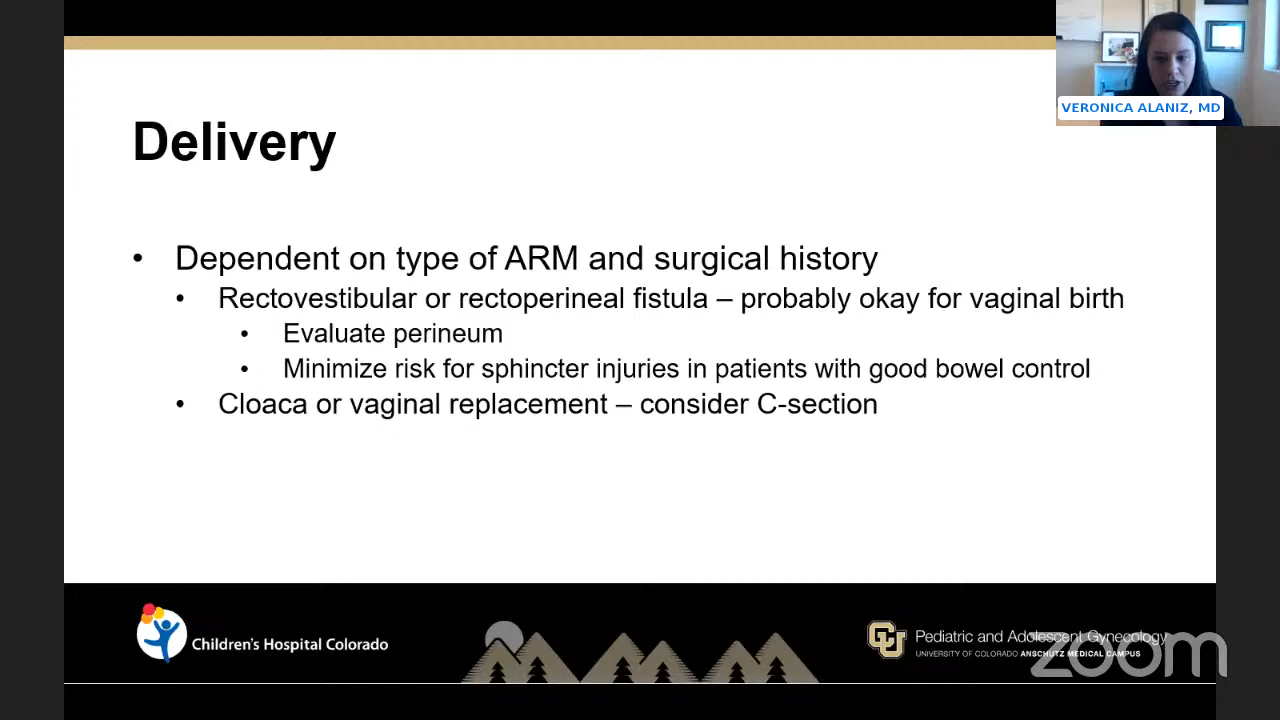 VERONICA ALANIZ, MD
Delivery
• Dependent on type of ARM and surgical history
• Rectovestibular or rectoperineal fistula – probably okay for vaginal birth
• Evaluate perineum
• Minimize risk for sphincter injuries in patients with good bowel control
• Cloaca or vaginal replacement – consider C-section
Children's Hospital Colorado
CU
Pediatric and Adolescent Gynecology
UNIVERSITY OF COLORADO ANSCHUTZ MEDICAL CAMPUS
zoom